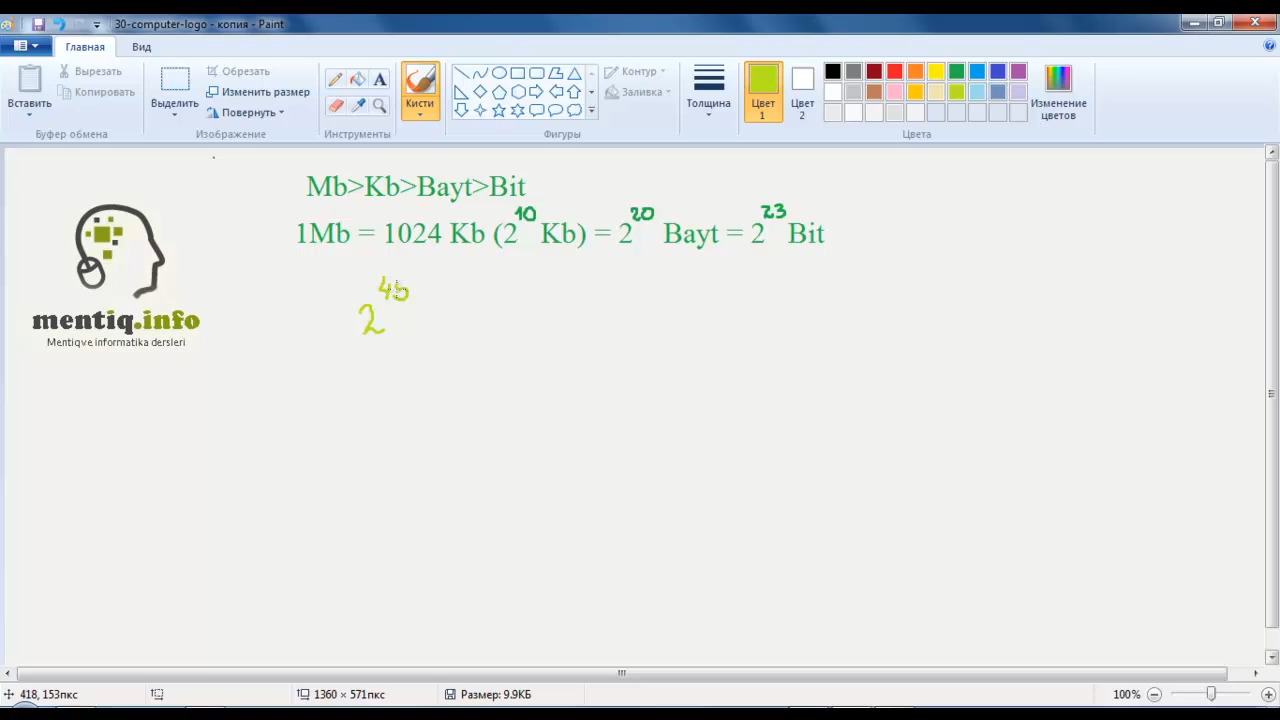 30-computer-logo - копия - Paint
Главная Вид
Вставить
Вырезать
Копировать
Буфер обмена
Выделить
Обрезать
Изменить размер
Повернуть
Изображение
Инструменты
Кисти
Контур
Заливка
Фигуры
Толщина
Цвет 1
Цвет 2
Изменение цветов
Цвета
Mb>Kb>Bayt>Bit
1Mb = 1024 Kb (2^10 Kb) = 2^20 Bayt = 2^23 Bit
2^45
mentiq.info
Mentiqve informatika dersleri
418, 153пкс
1360 × 571пкс
Размер: 9.9КБ
100%